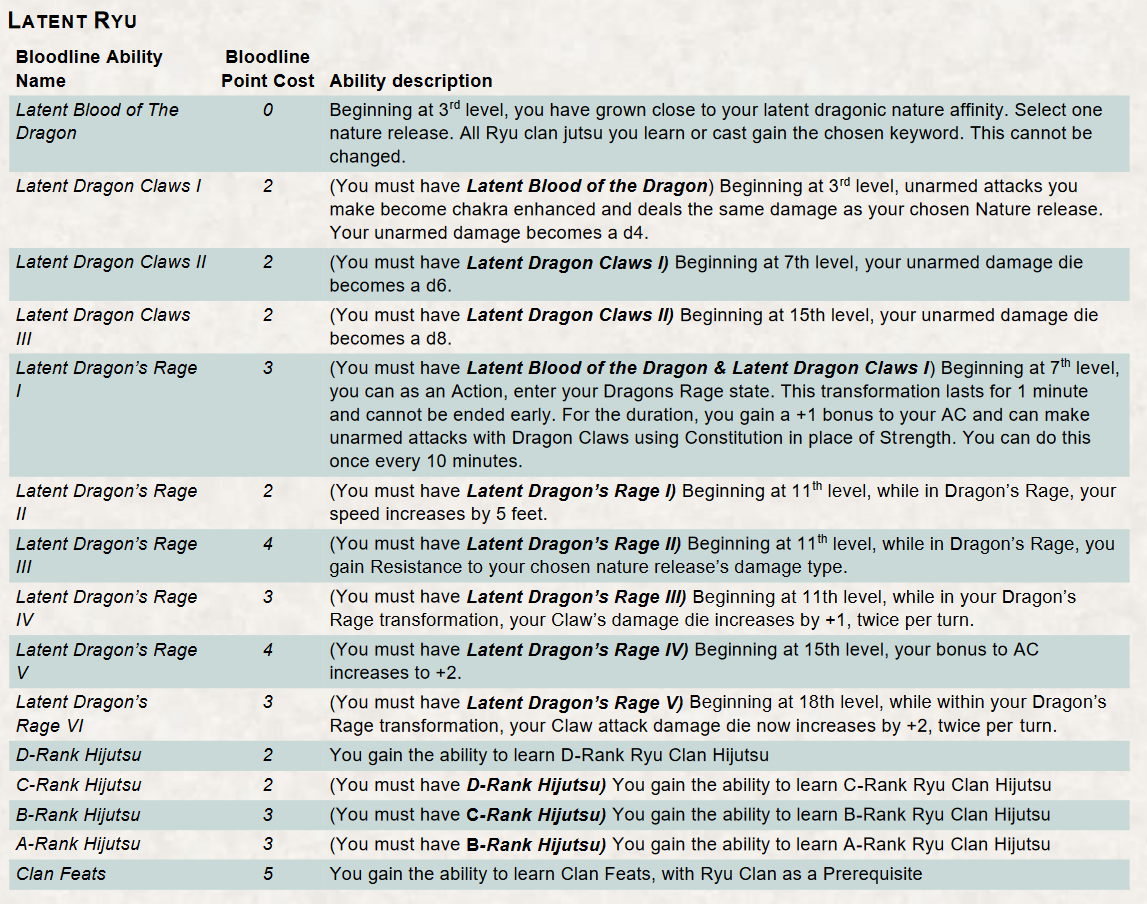 LATENT RYU
Bloodline Ability Name Bloodline Point Cost Ability description
Latent Blood of The Dragon 0 Beginning at 3rd level, you have grown close to your latent dragonic nature affinity. Select one
nature release. All Ryu clan jutsu you learn or cast gain the chosen keyword. This cannot be
changed.
Latent Dragon Claws I 2 (You must have Latent Blood of the Dragon) Beginning at 3rd level, unarmed attacks you
make become chakra enhanced and deals the same damage as your chosen Nature release.
Your unarmed damage becomes a d4.
Latent Dragon Claws II 2 (You must have Latent Dragon Claws I) Beginning at 7th level, your unarmed damage die
becomes a d6.
Latent Dragon Claws III 2 (You must have Latent Dragon Claws II) Beginning at 15th level, your unarmed damage die
becomes a d8.
Latent Dragon's Rage I 3 (You must have Latent Blood of the Dragon & Latent Dragon Claws I) Beginning at 7th level,
you can as an Action, enter your Dragons Rage state. This transformation lasts for 1 minute
and cannot be ended early. For the duration, you gain a +1 bonus to your AC and can make
unarmed attacks with Dragon Claws using Constitution in place of Strength. You can do this
once every 10 minutes.
Latent Dragon's Rage II 2 (You must have Latent Dragon's Rage I) Beginning at 11th level, while in Dragon's Rage, your
speed increases by 5 feet.
Latent Dragon's Rage III 4 (You must have Latent Dragon's Rage II) Beginning at 11th level, while in Dragon's Rage, you
gain Resistance to your chosen nature release's damage type.
Latent Dragon's Rage IV 3 (You must have Latent Dragon's Rage III) Beginning at 11th level, while in your Dragon's
Rage transformation, your Claw's damage die increases by +1, twice per turn.
Latent Dragon's Rage V 4 (You must have Latent Dragon's Rage IV) Beginning at 15th level, your bonus to AC
increases to +2.
Latent Dragon's Rage VI 3 (You must have Latent Dragon's Rage V) Beginning at 18th level, while within your Dragon's
Rage transformation, your Claw attack damage die now increases by +2, twice per turn.
D-Rank Hijutsu 2 You gain the ability to learn D-Rank Ryu Clan Hijutsu
C-Rank Hijutsu 2 (You must have D-Rank Hijutsu) You gain the ability to learn C-Rank Ryu Clan Hijutsu
B-Rank Hijutsu 3 (You must have C-Rank Hijutsu) You gain the ability to learn B-Rank Ryu Clan Hijutsu
A-Rank Hijutsu 3 (You must have B-Rank Hijutsu) You gain the ability to learn A-Rank Ryu Clan Hijutsu
Clan Feats 5 You gain the ability to learn Clan Feats, with Ryu Clan as a Prerequisite